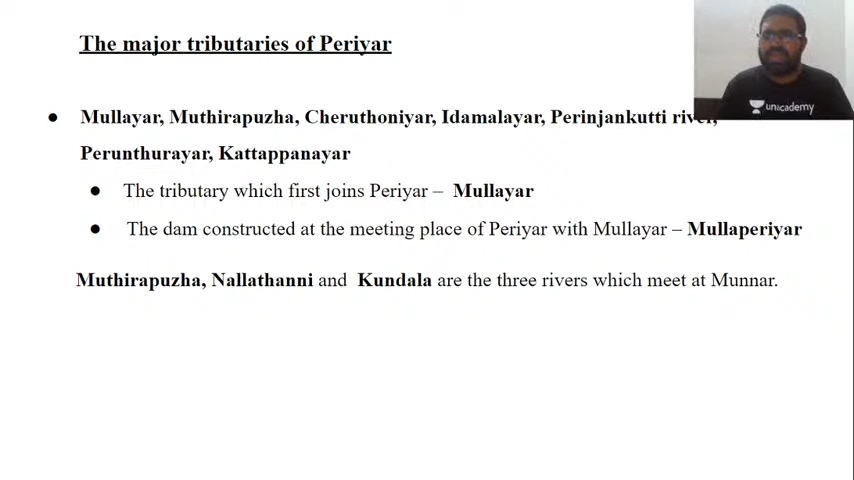 The major tributaries of Periyar
unacademy
● Mullayar, Muthirapuzha, Cheruthoniyar, Idamalayar, Perinjankutti river,
Perunthurayar, Kattappanayar
● The tributary which first joins Periyar – Mullayar
● The dam constructed at the meeting place of Periyar with Mullayar – Mullaperiyar
Muthirapuzha, Nallathanni and Kundala are the three rivers which meet at Munnar.